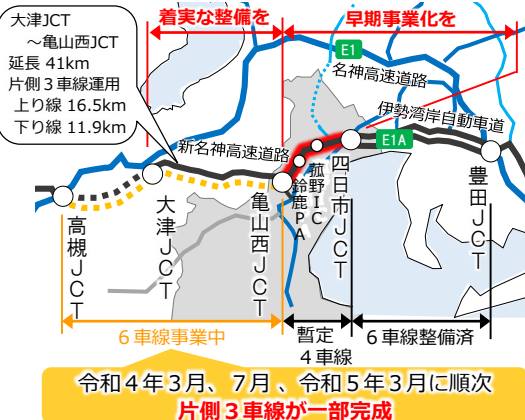 着実な整備を
早期事業化を
大津JCT
～亀山西JCT
延長 41km
片側３車線運用
上り線 16.5km
下り線 11.9km
E1
名神高速道路
伊勢湾岸自動車道
E1A
新名神高速道路
高槻ＪＣＴ
大津ＪＣＴ
亀山西ＪＣＴ
鈴鹿ＰＡ
菰野ＩＣ
四日市ＪＣＴ
豊田ＪＣＴ
６車線事業中
暫定
４車線
６車線整備済
令和４年３月、７月 、令和５年３月に順次
片側３車線が一部完成